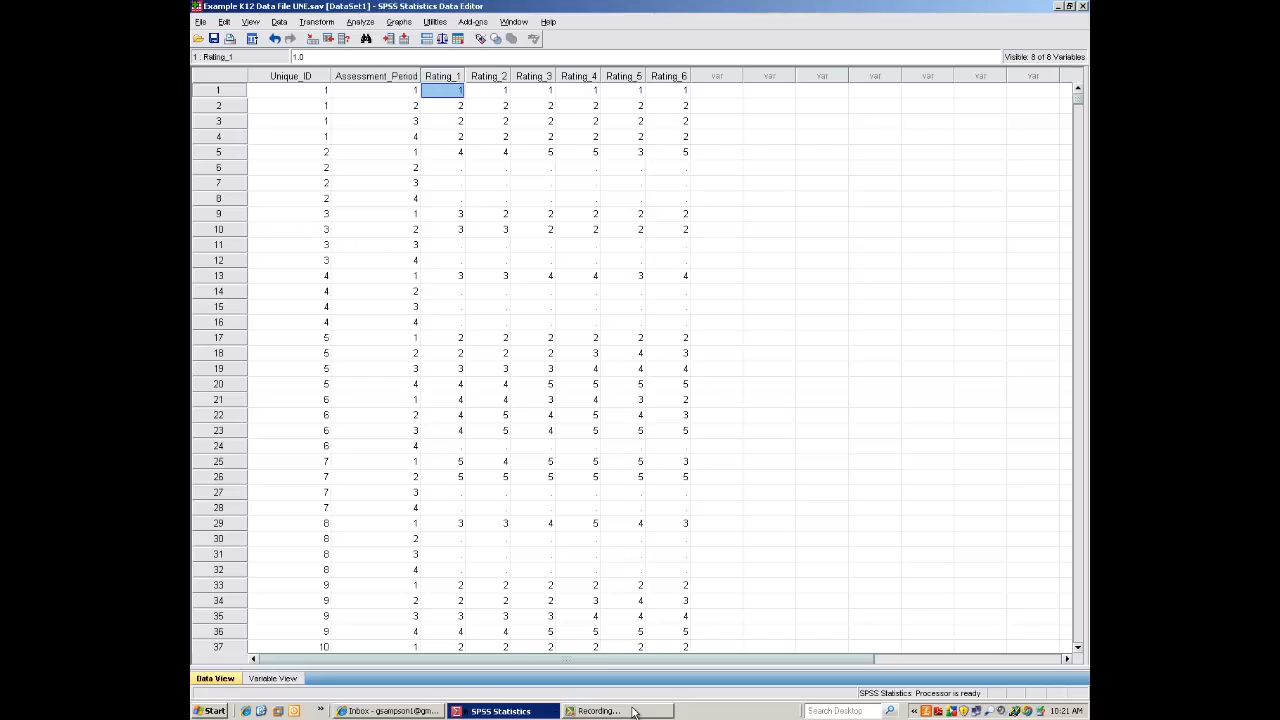 Example K12 Data File UNE.sav [DataSet1] - SPSS Statistics Data Editor
File Edit View Data Transform Analyze Graphs Utilities Add-ons Window Help
1 : Rating_1 1.0 Visible: 8 of 8 Variables
Unique_ID Assessment_Period Rating_1 Rating_2 Rating_3 Rating_4 Rating_5 Rating_6 var var var var var var var
1 1 1 1 1 1 1 1 1
2 1 2 2 2 2 2 2 2
3 1 3 2 2 2 2 2 2
4 1 4 2 2 2 2 2 2
5 2 1 4 4 5 5 3 5
6 2 2 . . . . . .
7 2 3 . . . . . .
8 2 4 . . . . . .
9 3 1 3 2 2 2 2 2
10 3 2 3 3 2 2 2 2
11 3 3 . . . . . .
12 3 4 . . . . . .
13 4 1 3 3 4 4 3 4
14 4 2 . . . . . .
15 4 3 . . . . . .
16 4 4 . . . . . .
17 5 1 2 2 2 2 2 2
18 5 2 2 2 2 3 4 3
19 5 3 3 3 3 4 4 4
20 5 4 4 4 5 5 5 5
21 6 1 4 4 3 4 3 2
22 6 2 4 5 4 5 4 3
23 6 3 4 5 4 5 5 5
24 6 4 . . . . . .
25 7 1 5 4 5 5 5 3
26 7 2 5 5 5 5 5 5
27 7 3 . . . . . .
28 7 4 . . . . . .
29 8 1 3 3 4 5 4 3
30 8 2 . . . . . .
31 8 3 . . . . . .
32 8 4 . . . . . .
33 9 1 2 2 2 2 2 2
34 9 2 2 2 2 3 4 3
35 9 3 3 3 3 4 4 4
36 9 4 4 4 5 5 5 5
37 10 1 2 2 2 2 2 2
Data View Variable View
SPSS Statistics Processor is ready
Start Inbox - campson1@gm... SPSS Statistics Recording... Search Desktop 10:21 AM